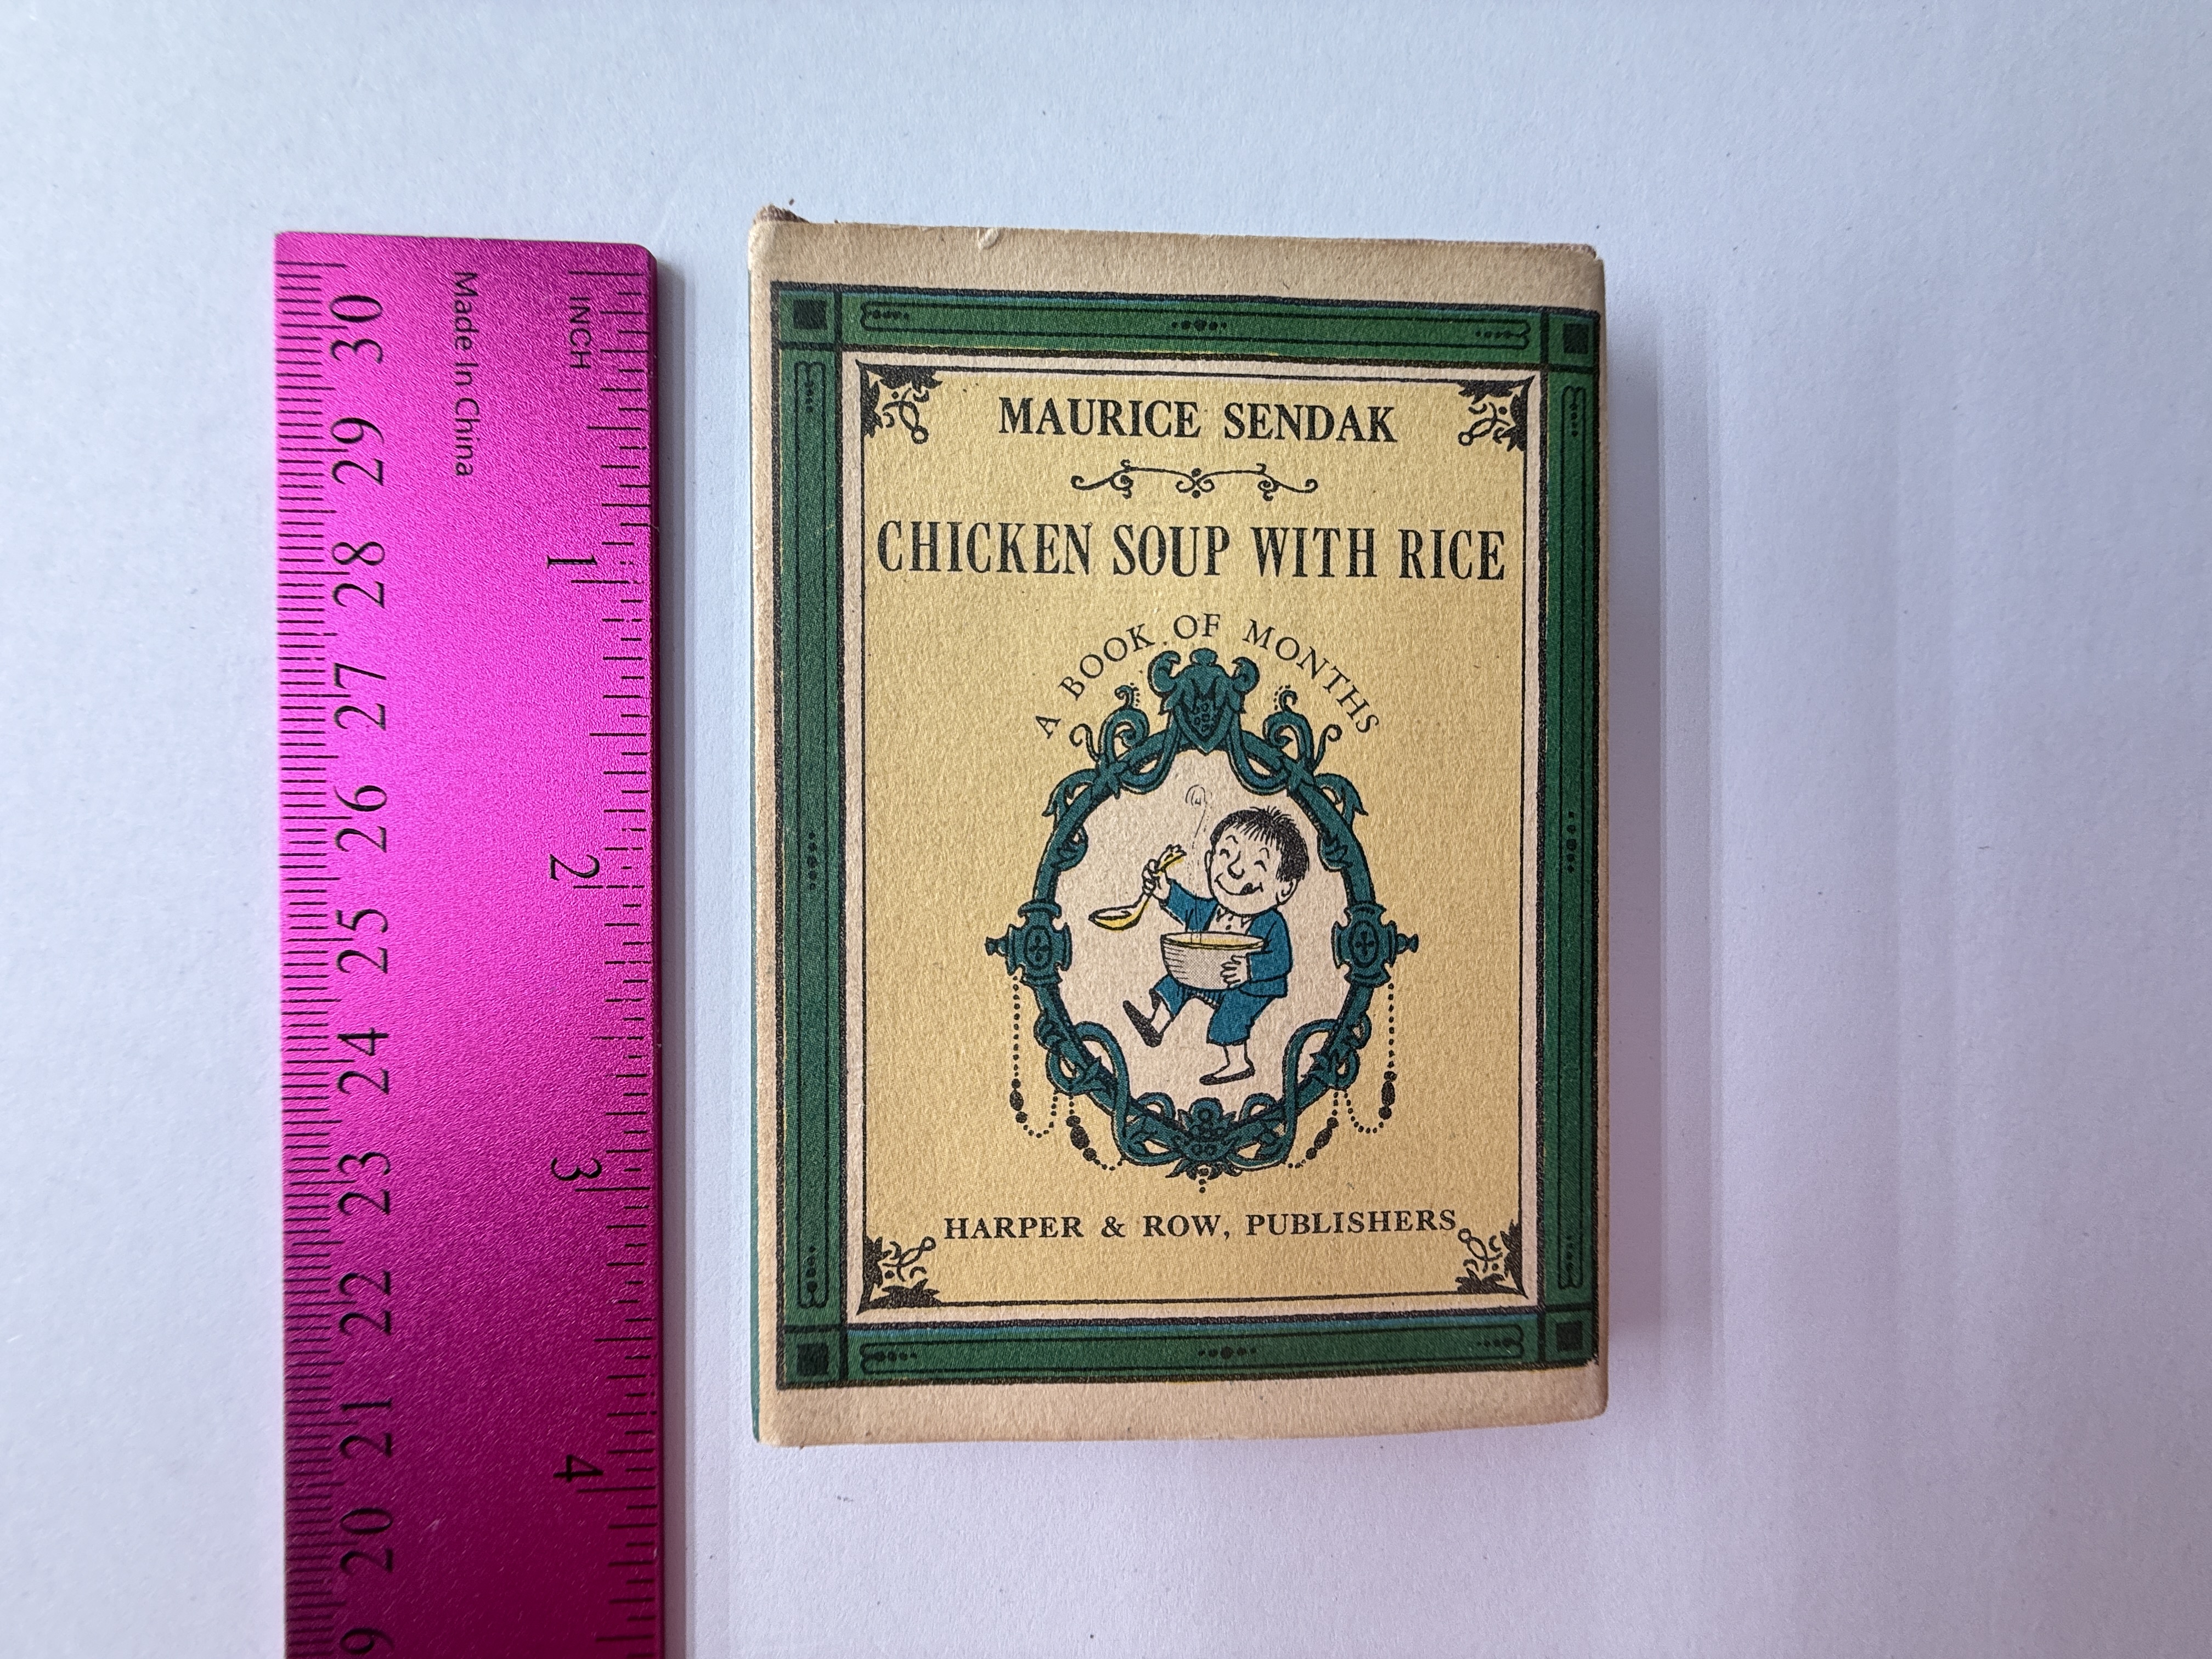 30
29
28
27
26
25
24
23
22
21
20
9
Made In China
INCH
1
2
3
4
MAURICE SENDAK
CHICKEN SOUP WITH RICE
A BOOK OF MONTHS
HARPER & ROW, PUBLISHERS